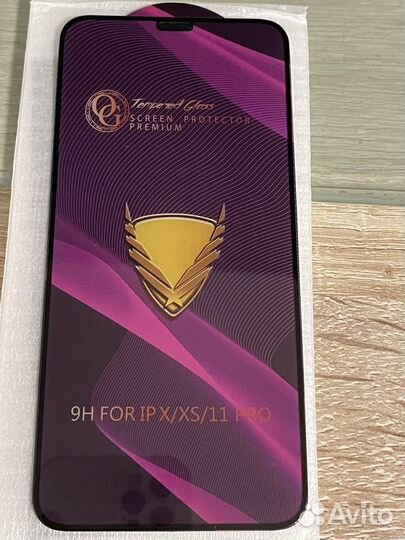 OG
Tempered Glass
SCREEN PROTECTOR
PREMIUM
9H FOR IP X/XS/11 PRO
Avito